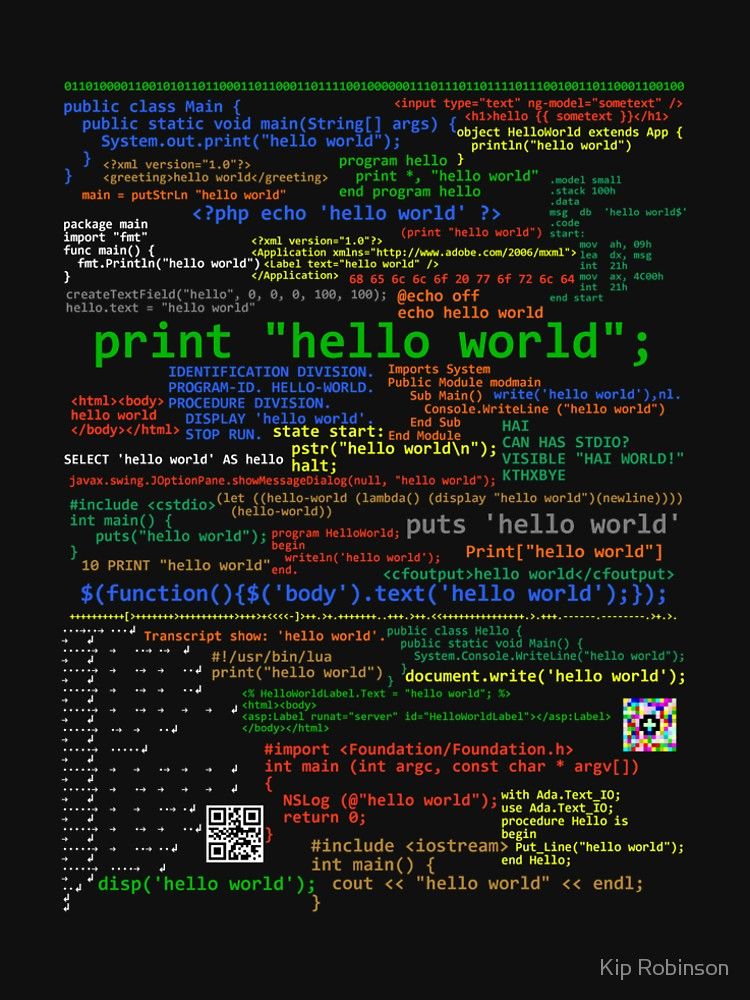 0110100001100101011011000110110001101111001000000111011101101111011100100110110001100100
public class Main {
  public static void main(String[] args) {
    System.out.print("hello world");
  }
}
<input type="text" ng-model="sometext" />
<h1>hello {{ sometext }}</h1>
object HelloWorld extends App {
  println("hello world")
}
<?xml version="1.0"?>
<greeting>hello world</greeting>
program hello
  print *, "hello world"
end program hello
main = putStrLn "hello world"
.model small
.stack 100h
.data
msg  db  'hello world$'
.code
start:
mov  ah, 09h
lea  dx, msg
int  21h
mov  ax, 4C00h
int  21h
end start
<?php echo 'hello world' ?>
(print "hello world")
package main
import "fmt"
func main() {
  fmt.Println("hello world")
}
<?xml version="1.0"?>
<Application xmlns="http://www.adobe.com/2006/mxml">
<Label text="hello world" />
</Application>
68 65 6c 6c 6f 20 77 6f 72 6c 64
createTextField("hello", 0, 0, 0, 100, 100);
hello.text = "hello world"
@echo off
echo hello world
print "hello world";
IDENTIFICATION DIVISION.
PROGRAM-ID. HELLO-WORLD.
PROCEDURE DIVISION.
  DISPLAY 'hello world'.
  STOP RUN.
Imports System
Public Module modmain
  Sub Main()
    Console.WriteLine ("hello world")
  End Sub
End Module
write('hello world'),nl.
<html><body>
hello world
</body></html>
state start:
  pstr("hello world\n");
  halt;
HAI
CAN HAS STDIO?
VISIBLE "HAI WORLD!"
KTHXBYE
SELECT 'hello world' AS hello
javax.swing.JOptionPane.showMessageDialog(null, "hello world");
(let ((hello-world (lambda() (display "hello world")(newline))))
  (hello-world))
#include <cstdio>
int main() {
  puts("hello world");
}
puts 'hello world'
program HelloWorld;
begin
  writeln('hello world');
end.
Print["hello world"]
10 PRINT "hello world"
<cfoutput>hello world</cfoutput>
$(function(){$('body').text('hello world');});
Transcript show: 'hello world'.
public class Hello {
  public static void Main() {
    System.Console.WriteLine("hello world");
  }
}
#!/usr/bin/lua
print("hello world")
document.write('hello world');
<% HelloWorldLabel.Text = "hello world"; %>
<html><body>
<asp:Label runat="server" id="HelloWorldLabel"></asp:Label>
</body></html>
#import <Foundation/Foundation.h>
int main (int argc, const char * argv[])
{
  NSLog (@"hello world");
  return 0;
}
with Ada.Text_IO;
use Ada.Text_IO;
procedure Hello is
begin
  Put_Line("hello world");
end Hello;
#include <iostream>
int main() {
  cout << "hello world" << endl;
}
disp('hello world');
Kip Robinson